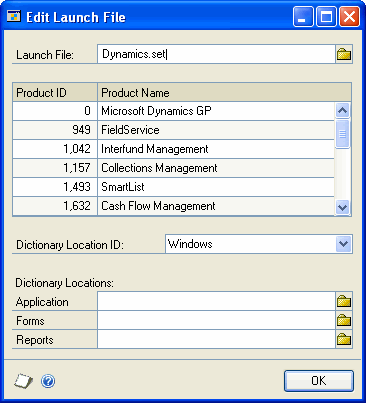 Edit Launch File
Launch File: Dynamics.set
Product ID Product Name
0 Microsoft Dynamics GP
949 FieldService
1,042 Interfund Management
1,157 Collections Management
1,493 SmartList
1,632 Cash Flow Management
Dictionary Location ID: Windows
Dictionary Locations:
Application
Forms
Reports
OK